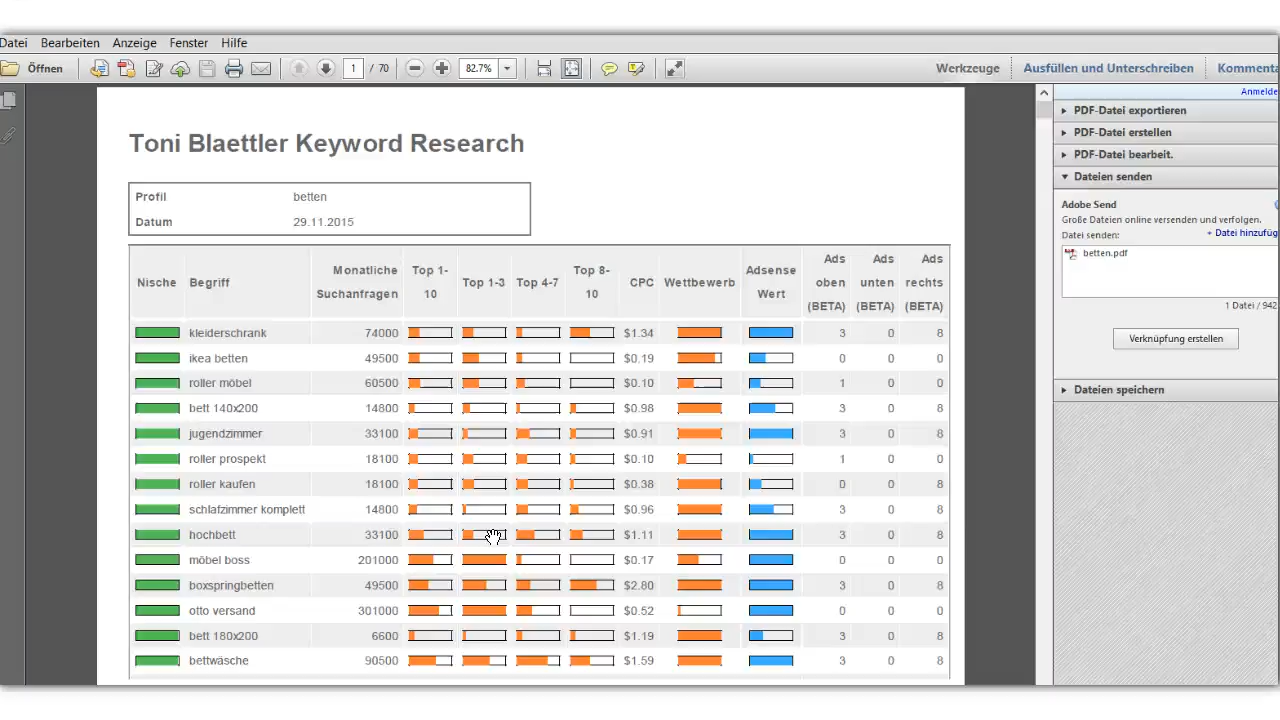 Datei Bearbeiten Anzeige Fenster Hilfe
Öffnen 1 / 70 82.7% Werkzeuge Ausfüllen und Unterschreiben Kommenta
Anmelde
PDF-Datei exportieren
PDF-Datei erstellen
PDF-Datei bearbeit.
Dateien senden
Adobe Send
Große Dateien online versenden und verfolgen.
Datei senden: + Datei hinzufüg
betten.pdf
1 Datei / 942
Verknüpfung erstellen
Dateien speichern
Toni Blaettler Keyword Research
Profil betten
Datum 29.11.2015
Nische Begriff Monatliche Suchanfragen Top 1-10 Top 1-3 Top 4-7 Top 8-10 CPC Wettbewerb Adsense Wert Ads oben (BETA) Ads unten (BETA) Ads rechts (BETA)
kleiderschrank 74000 $1.34 3 0 8
ikea betten 49500 $0.19 0 0 0
roller möbel 60500 $0.10 1 0 0
bett 140x200 14800 $0.98 3 0 8
jugendzimmer 33100 $0.91 3 0 8
roller prospekt 18100 $0.10 1 0 0
roller kaufen 18100 $0.38 0 0 8
schlafzimmer komplett 14800 $0.96 3 0 8
hochbett 33100 $1.11 3 0 8
möbel boss 201000 $0.17 0 0 0
boxspringbetten 49500 $2.80 3 0 8
otto versand 301000 $0.52 0 0 0
bett 180x200 6600 $1.19 3 0 8
bettwäsche 90500 $1.59 3 0 8